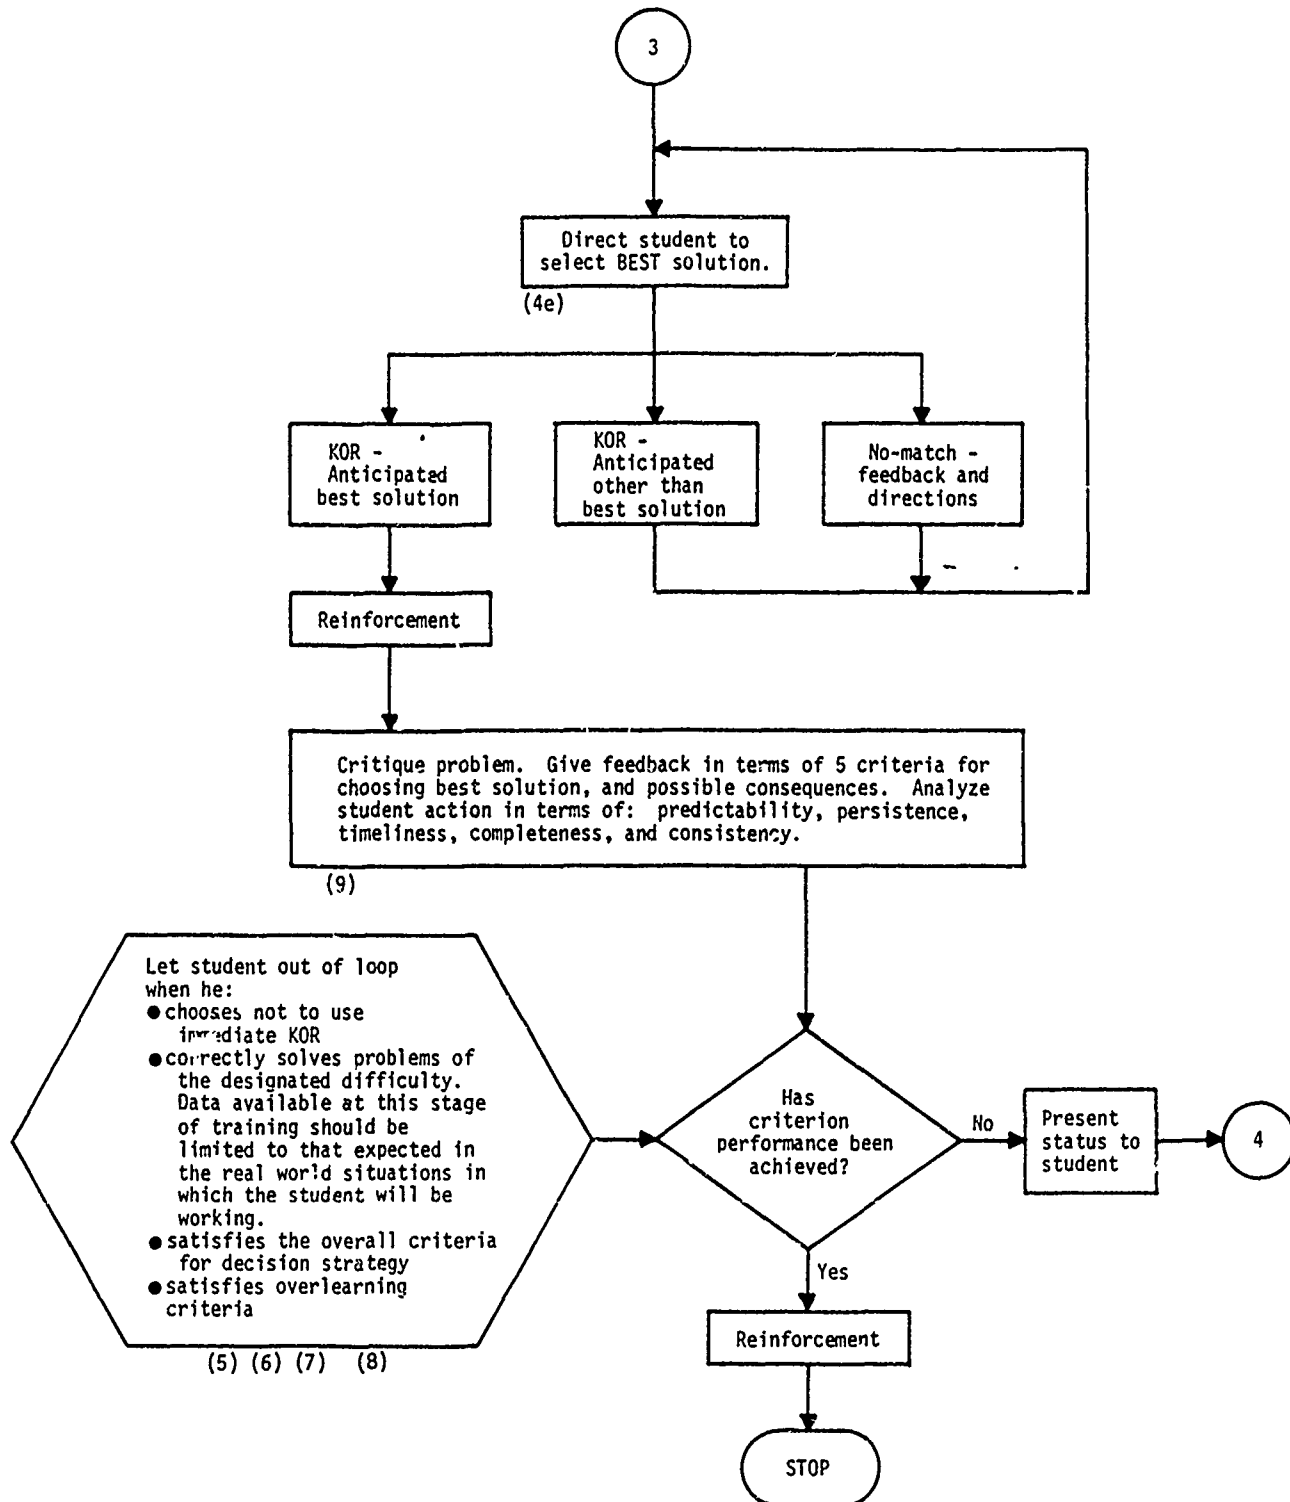 3
Direct student to
select BEST solution.
(4e)
KOR -
Anticipated
best solution
KOR -
Anticipated
other than
best solution
No-match -
feedback and
directions
Reinforcement
Critique problem. Give feedback in terms of 5 criteria for
choosing best solution, and possible consequences. Analyze
student action in terms of: predictability, persistence,
timeliness, completeness, and consistency.
(9)
Let student out of loop
when he:
● chooses not to use
immediate KOR
● correctly solves problems of
the designated difficulty.
Data available at this stage
of training should be
limited to that expected in
the real world situations in
which the student will be
working.
● satisfies the overall criteria
for decision strategy
● satisfies overlearning
criteria
(5) (6) (7) (8)
Has
criterion
performance been
achieved?
No
Present
status to
student
4
Yes
Reinforcement
STOP